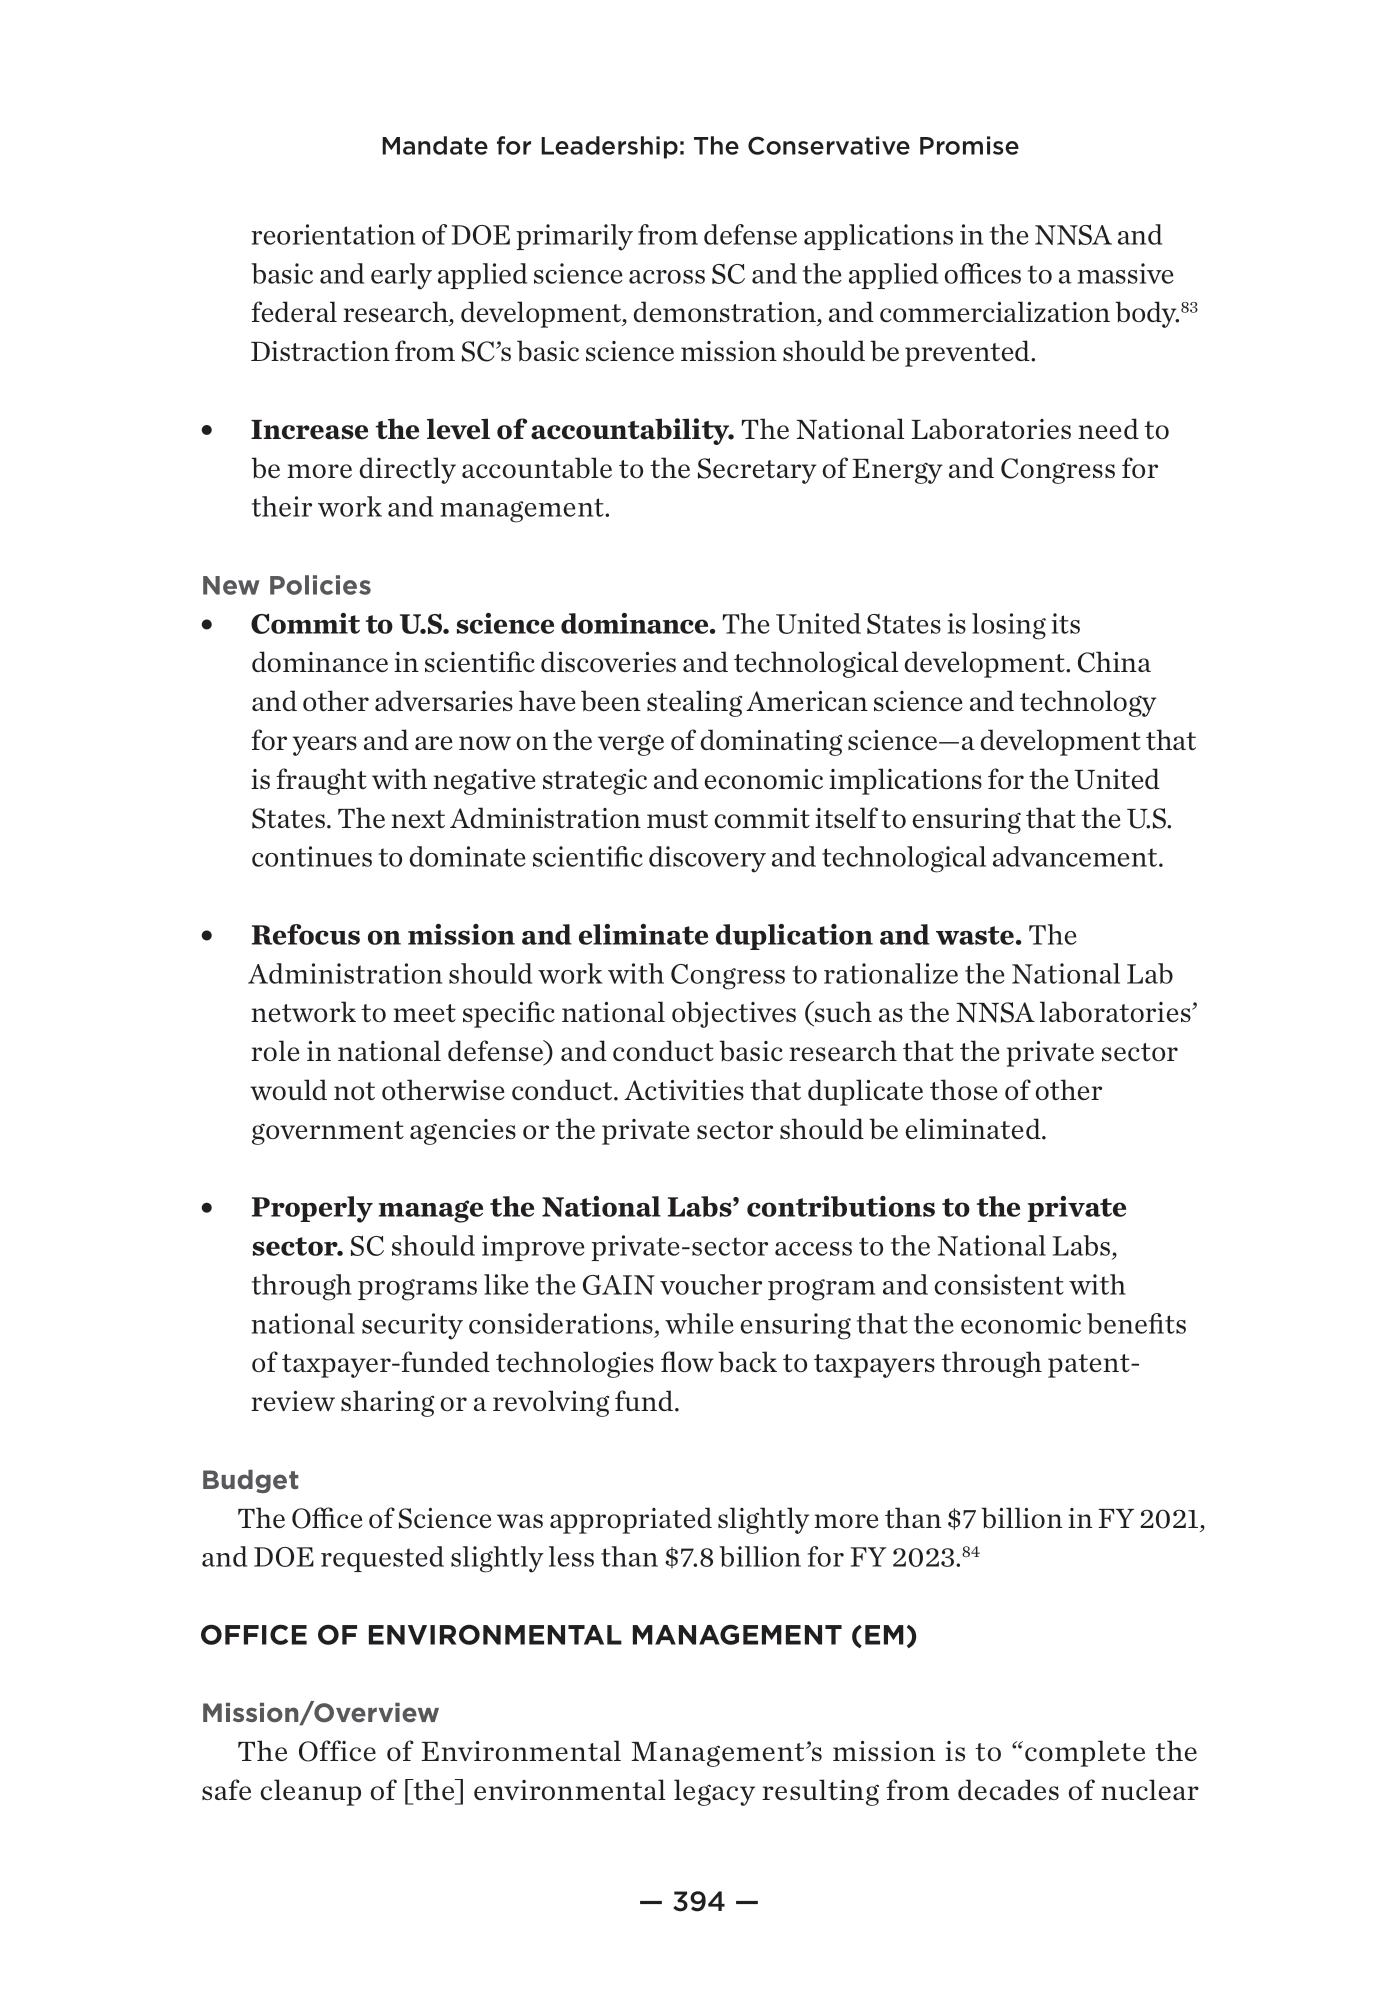 Mandate for Leadership: The Conservative Promise
reorientation of DOE primarily from defense applications in the NNSA and
basic and early applied science across SC and the applied offices to a massive
federal research, development, demonstration, and commercialization body.83
Distraction from SC’s basic science mission should be prevented.
• Increase the level of accountability. The National Laboratories need to
be more directly accountable to the Secretary of Energy and Congress for
their work and management.
New Policies
• Commit to U.S. science dominance. The United States is losing its
dominance in scientific discoveries and technological development. China
and other adversaries have been stealing American science and technology
for years and are now on the verge of dominating science—a development that
is fraught with negative strategic and economic implications for the United
States. The next Administration must commit itself to ensuring that the U.S.
continues to dominate scientific discovery and technological advancement.
• Refocus on mission and eliminate duplication and waste. The
Administration should work with Congress to rationalize the National Lab
network to meet specific national objectives (such as the NNSA laboratories’
role in national defense) and conduct basic research that the private sector
would not otherwise conduct. Activities that duplicate those of other
government agencies or the private sector should be eliminated.
• Properly manage the National Labs’ contributions to the private
sector. SC should improve private-sector access to the National Labs,
through programs like the GAIN voucher program and consistent with
national security considerations, while ensuring that the economic benefits
of taxpayer-funded technologies flow back to taxpayers through patent-
review sharing or a revolving fund.
Budget
The Office of Science was appropriated slightly more than $7 billion in FY 2021,
and DOE requested slightly less than $7.8 billion for FY 2023.84
OFFICE OF ENVIRONMENTAL MANAGEMENT (EM)
Mission/Overview
The Office of Environmental Management’s mission is to “complete the
safe cleanup of [the] environmental legacy resulting from decades of nuclear
— 394 —